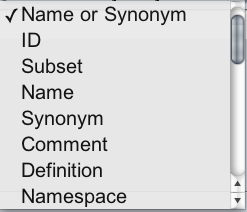 ✓Name or Synonym
ID
Subset
Name
Synonym
Comment
Definition
Namespace